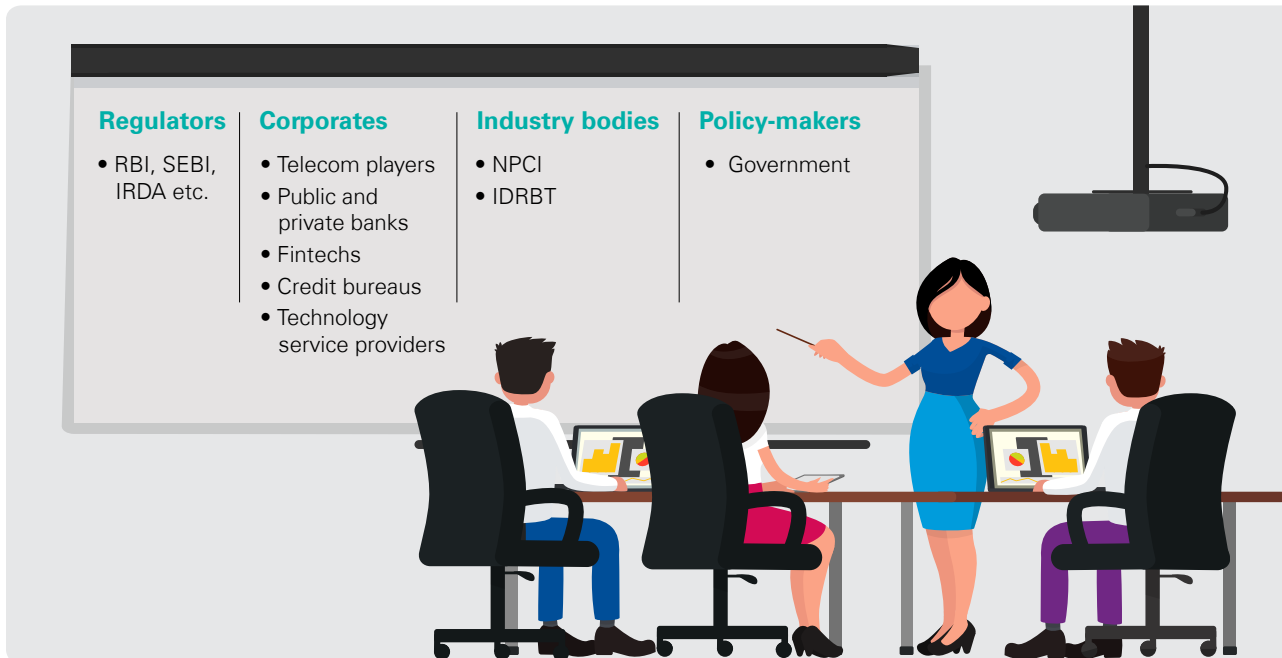 Regulators
• RBI, SEBI,
IRDA etc.
Corporates
• Telecom players
• Public and
private banks
• Fintechs
• Credit bureaus
• Technology
service providers
Industry bodies
• NPCI
• IDRBT
Policy-makers
• Government